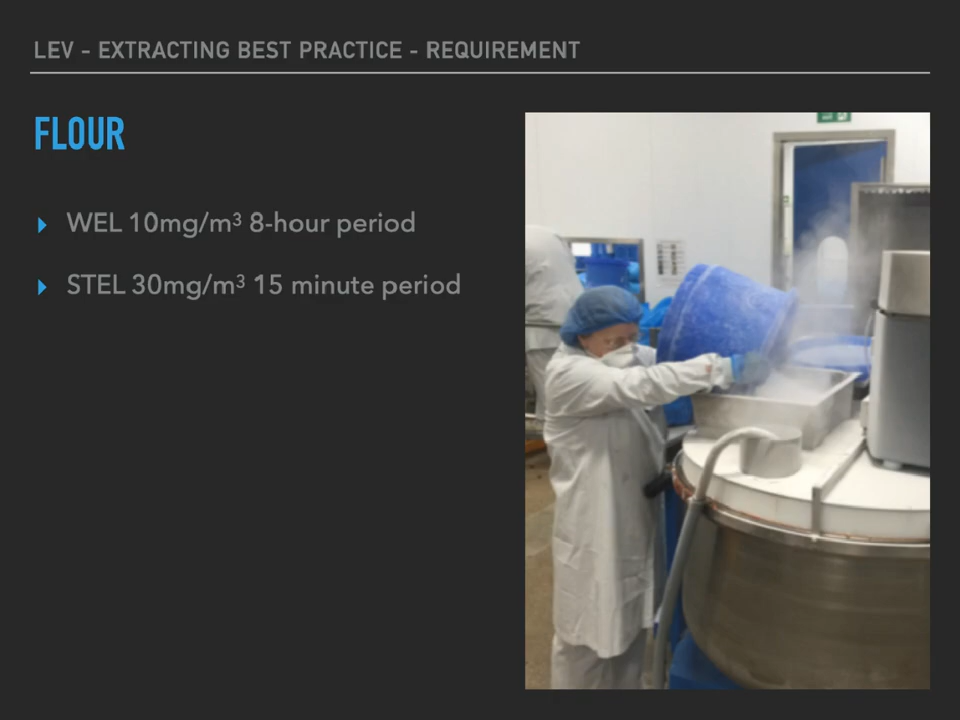 LEV - EXTRACTING BEST PRACTICE - REQUIREMENT
FLOUR
WEL 10mg/m³ 8-hour period
STEL 30mg/m³ 15 minute period